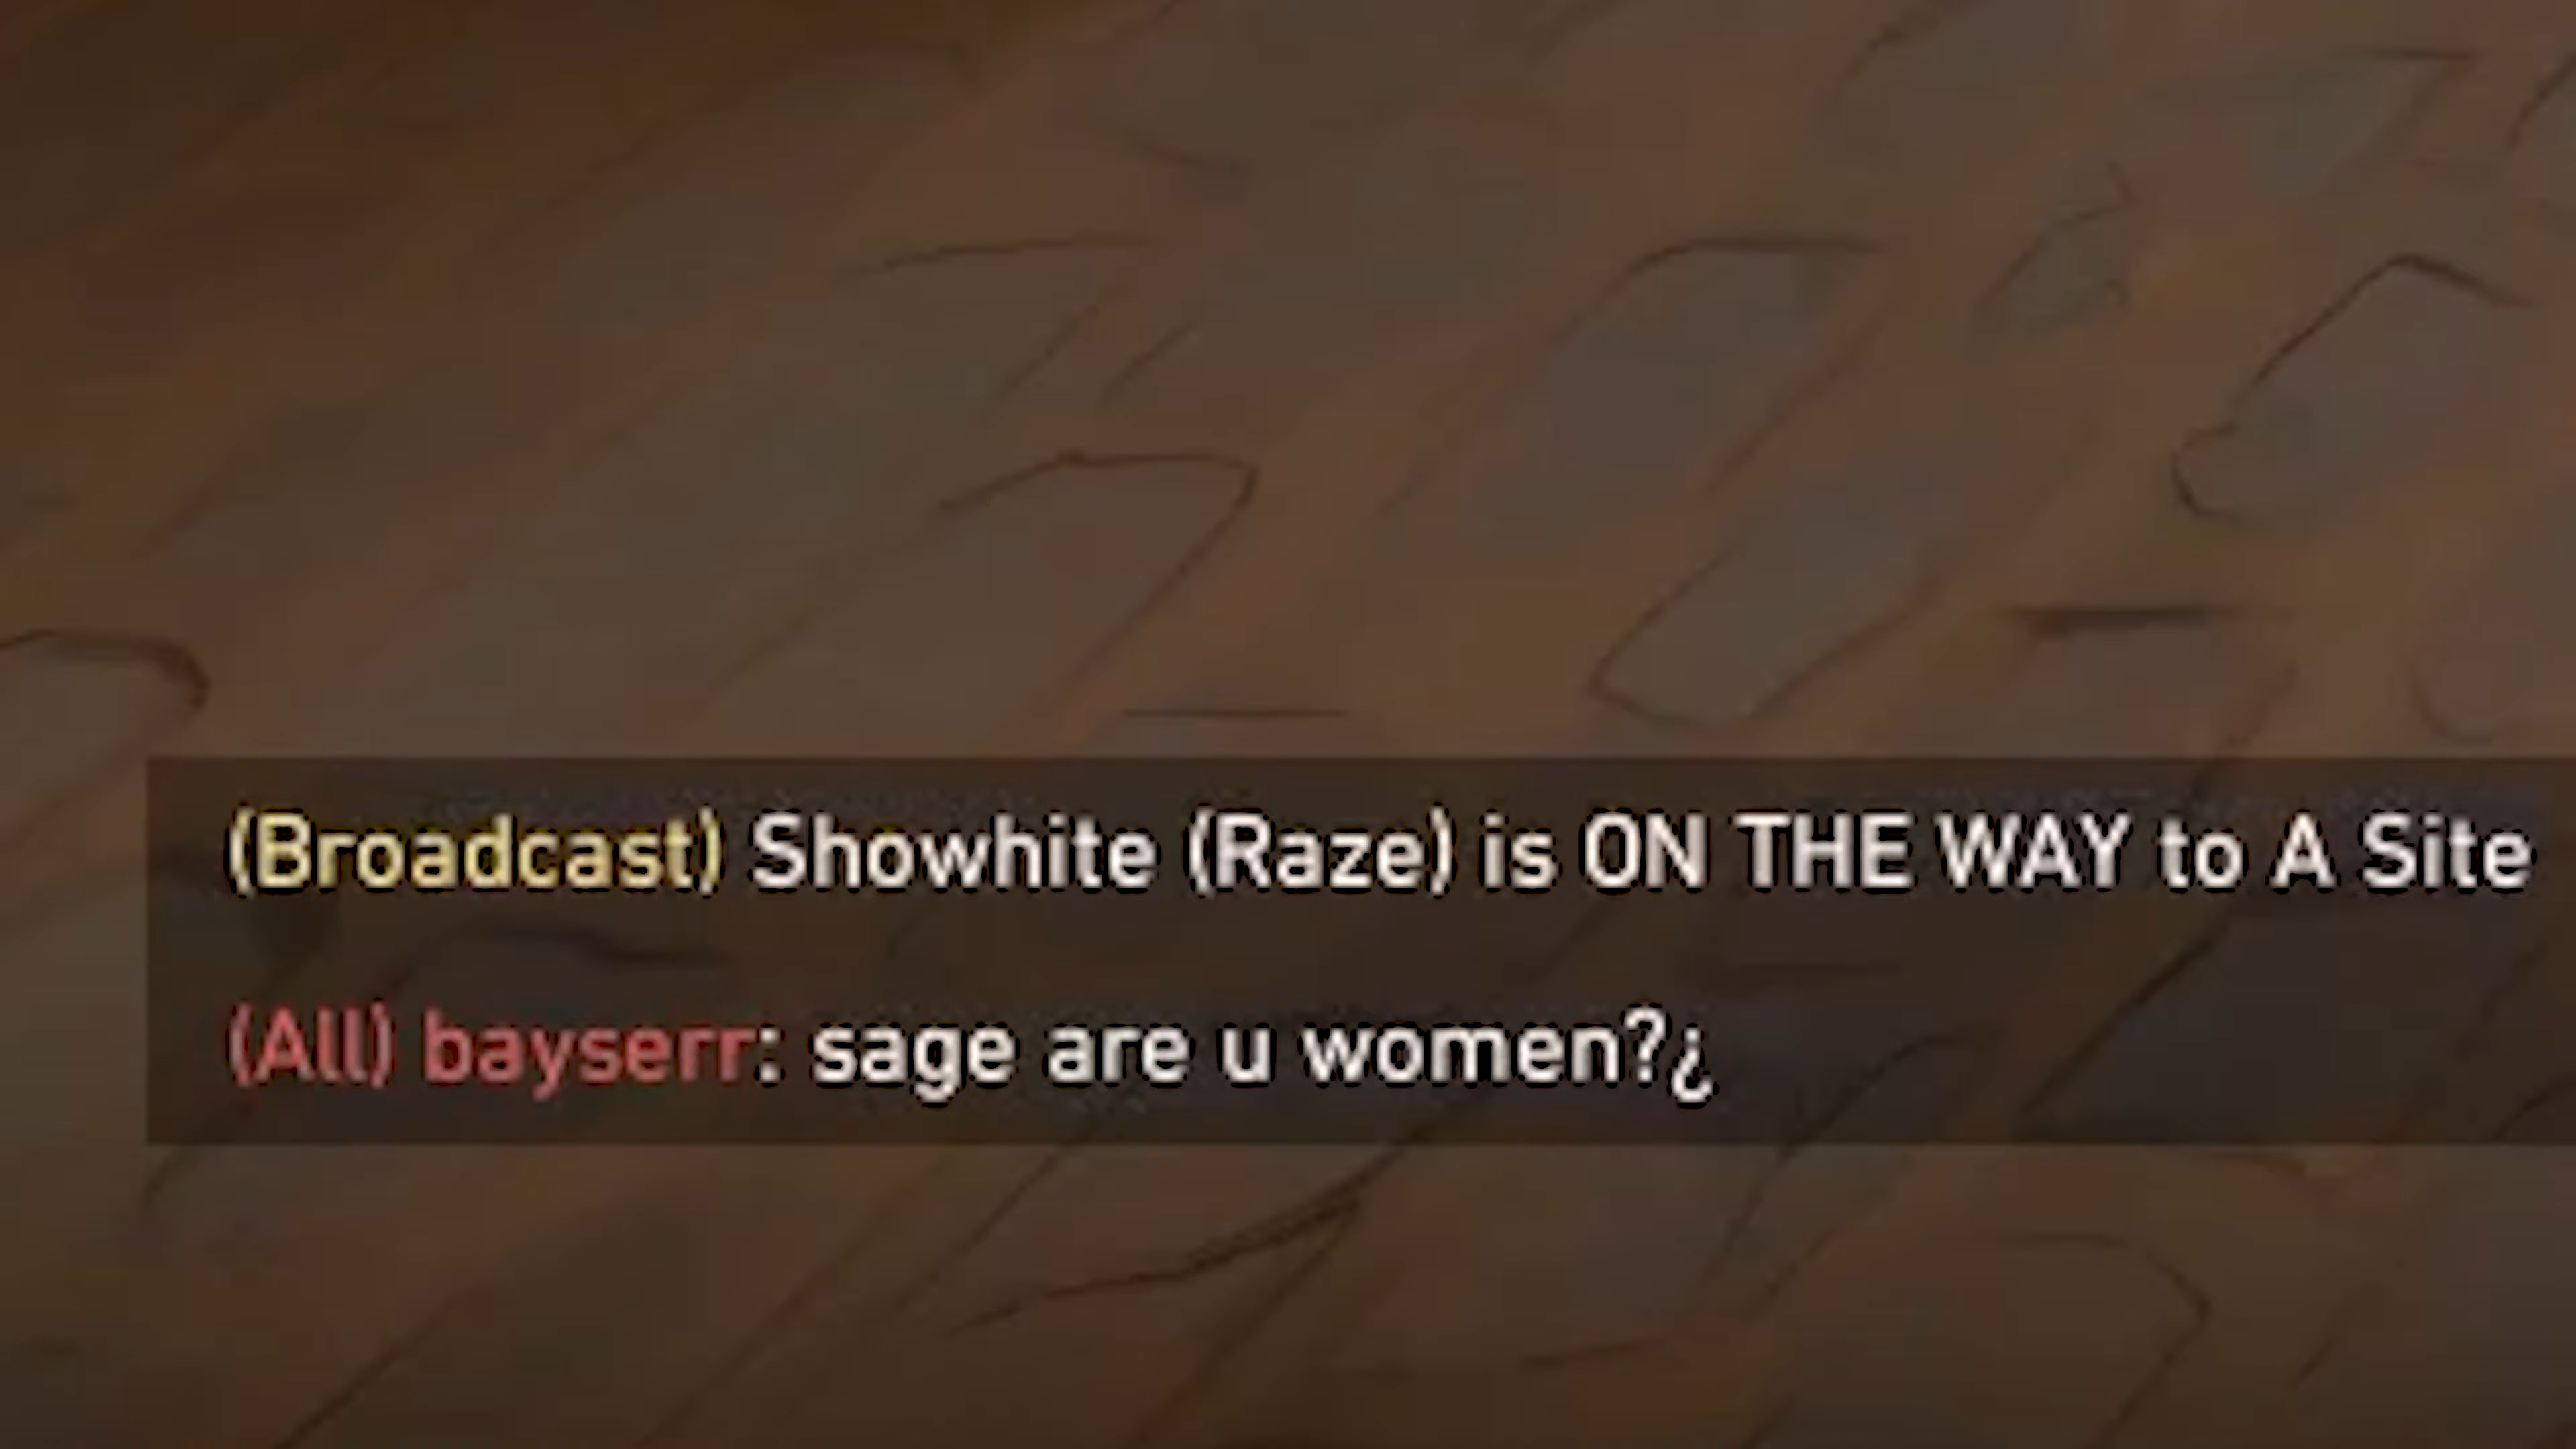 (Broadcast) Showhite (Raze) is ON THE WAY to A Site
(All) bayserr: sage are u women?¿